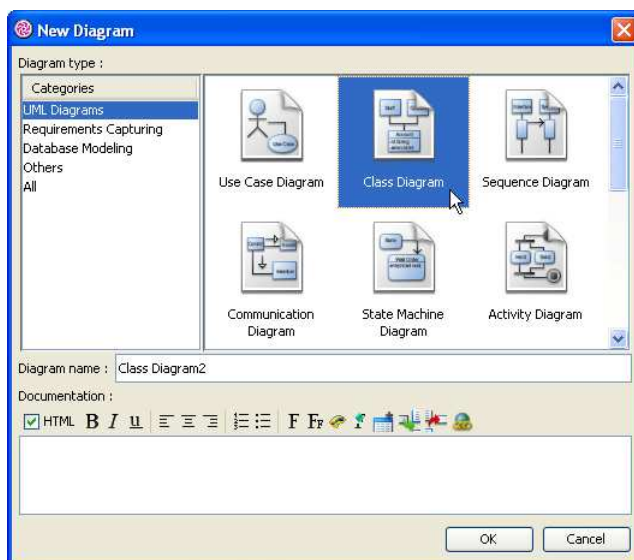 New Diagram
Diagram type :
Categories
UML Diagrams
Requirements Capturing
Database Modeling
Others
All
Use Case Diagram
Class Diagram
Sequence Diagram
Communication
Diagram
State Machine
Diagram
Activity Diagram
Diagram name : Class Diagram2
Documentation :
HTML B I u F FF
OK Cancel